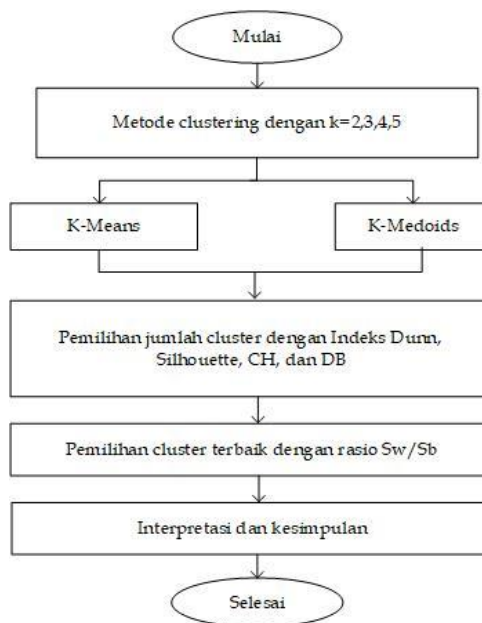 Mulai
Metode clustering dengan k=2,3,4,5
K-Means
K-Medoids
Pemilihan jumlah cluster dengan Indeks Dunn,
Silhouette, CH, dan DB
Pemilihan cluster terbaik dengan rasio Sw/Sb
Interpretasi dan kesimpulan
Selesai